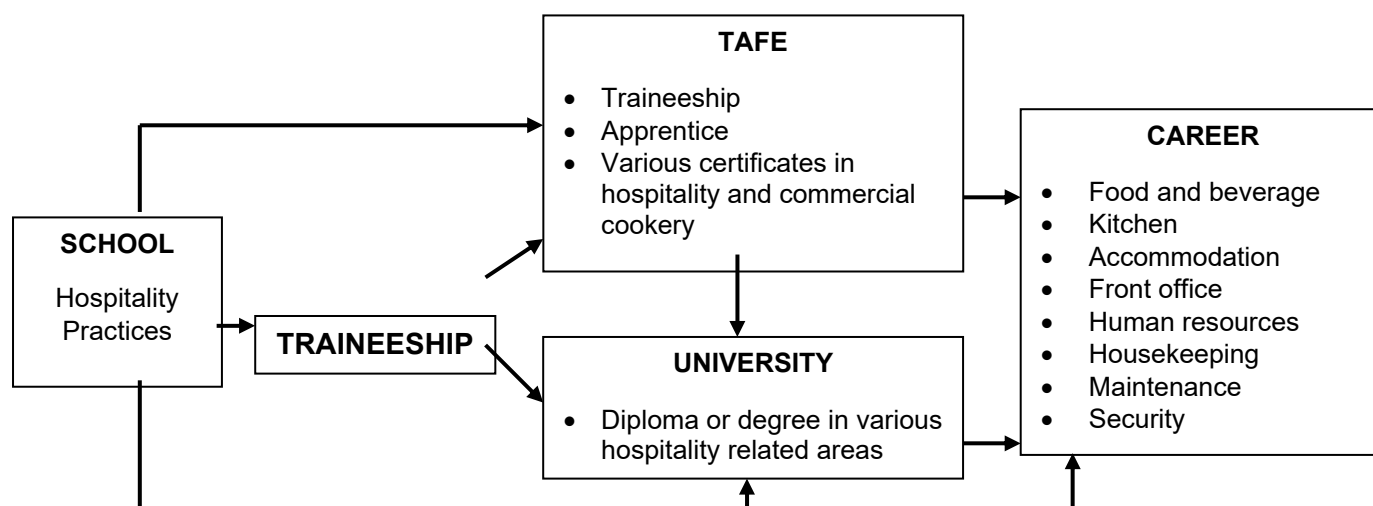 TAFE
• Traineeship
• Apprentice
• Various certificates in
hospitality and commercial
cookery
CAREER
• Food and beverage
• Kitchen
• Accommodation
• Front office
• Human resources
• Housekeeping
• Maintenance
• Security
SCHOOL
Hospitality
Practices
TRAINEESHIP
UNIVERSITY
• Diploma or degree in various
hospitality related areas